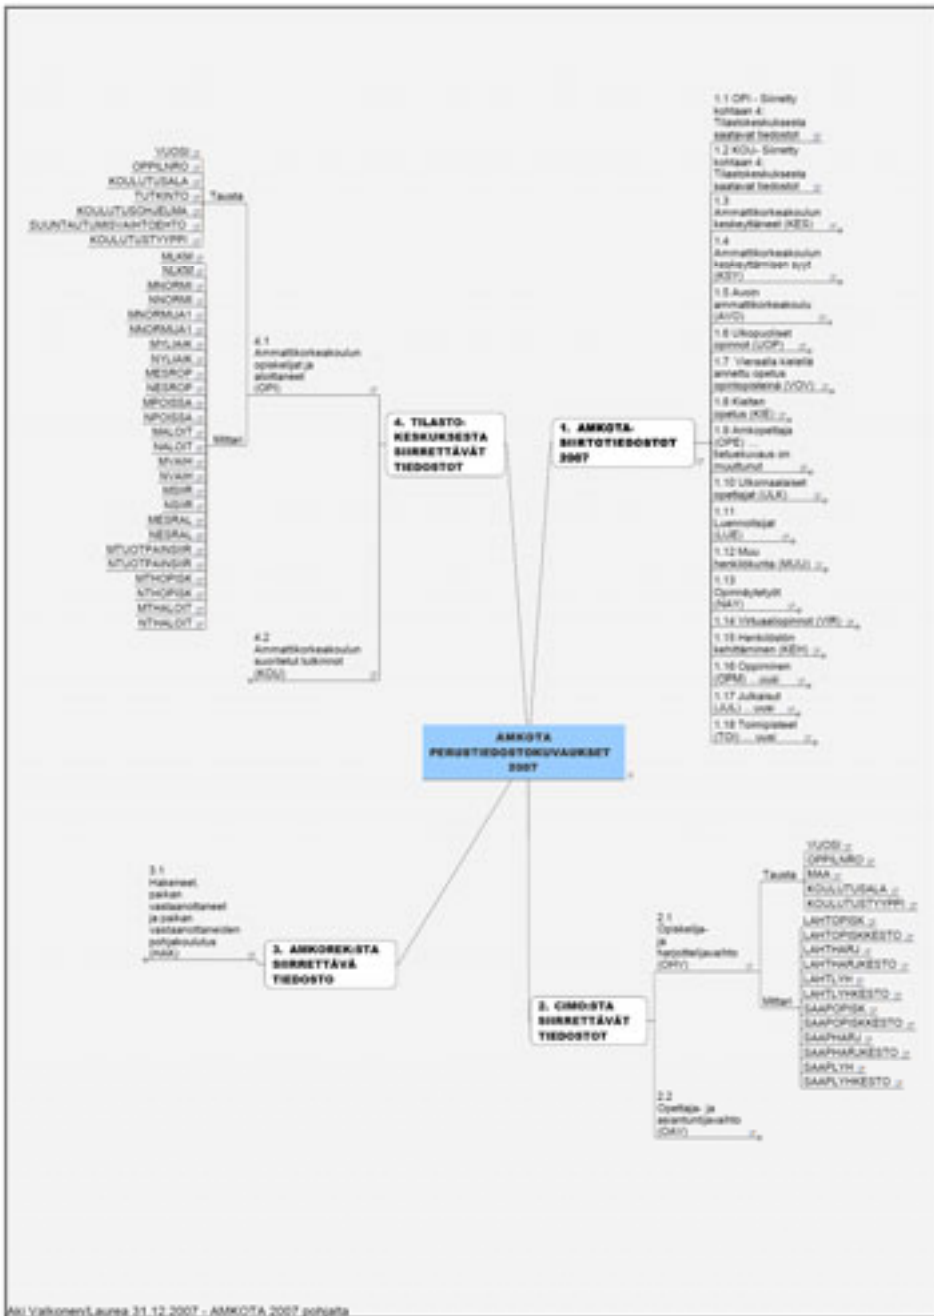 1.1 OPI - Siirretty
kohtaan 4:
Tilastokeskuksesta
saatavat tiedostot
1.2 KOU- Siirretty
kohtaan 4:
Tilastokeskuksesta
saatavat tiedostot
1.3
Ammattikorkeakoulun
keskeyttäneet (KES)
1.4
Ammattikorkeakoulun
keskeyttämisen syyt
(KSY)
1.5 Avoin
ammattikorkeakoulu
(AVO)
1.6 Ulkopuoliset
opinnot (UOP)
1.7 Vieraalla kielellä
annettu opetus
opintopisteinä (VOV)
1.8 Kielten
opetus (KIE)
1.9 Amkopettaja
(OPE) ...
tietuekuvaus on
muuttunut
1.10 Ulkomaalaiset
opettajat (ULK)
1.11
Luennoitsijat
(LUE)
1.12 Muu
henkilökunta (MUU)
1.13
Opinnäytetyöt
(NAY)
1.14 Virtuaaliopinnot (VIR)
1.15 Henkilöstön
kehittäminen (KEH)
1.16 Oppiminen
(OPM) ... uusi
1.17 Julkaisut
(JUL) ... uusi
1.18 Toimipisteet
(TOI) ... uusi
1. AMKOTA-
SIIRTOTIEDOSTOT
2007
VUOSI
OPPILNRO
KOULUTUSALA
TUTKINTO
KOULUTUSOHJELMA
SUUNTAUTUMISVAIHTOEHTO
KOULUTUSTYYPPI
Tausta
MLKM
NLKM
MNORMI
NNORMI
MNORMUA1
NNORMUA1
MYLIAIK
NYLIAIK
MESROP
NESROP
MPOISSA
NPOISSA
MALOIT
NALOIT
MVAIH
NVAIH
MSIIR
NSIIR
MESRAL
NESRAL
MTUOTPAINSIIR
NTUOTPAINSIIR
MTHOPISK
NTHOPISK
MTHALOIT
NTHALOIT
Mittari
4.1
Ammattikorkeakoulun
opiskelijat ja
aloittaneet
(OPI)
4.2
Ammattikorkeakoulun
suoritetut tutkinnot
(KOU)
4. TILASTO-
KESKUKSESTA
SIIRRETTÄVÄT
TIEDOSTOT
AMKOTA
PERUSTIEDOSTOKUVAUKSET
2007
3.1
Hakeneet,
paikan
vastaanottaneet
ja paikan
vastaanottaneiden
pohjakoulutus
(HAK)
3. AMKOREK:STA
SIIRRETTÄVÄ
TIEDOSTO
2. CIMO:STA
SIIRRETTÄVÄT
TIEDOSTOT
2.1
Opiskelija-
ja
harjoittelijavaihto
(OHV)
Tausta
VUOSI
OPPILNRO
MAA
KOULUTUSALA
KOULUTUSTYYPPI
Mittari
LAHTOPISK
LAHTOPISKKESTO
LAHTHARJ
LAHTHARJKESTO
LAHTLYH
LAHTLYHKESTO
SAAPOPISK
SAAPOPISKKESTO
SAAPHARJ
SAAPHARJKESTO
SAAPLYH
SAAPLYHKESTO
2.2
Opettaja- ja
asiantuntijavaihto
(OAV)
Aki Valkonen/Laurea 31.12.2007 - AMKOTA 2007 pohjalta